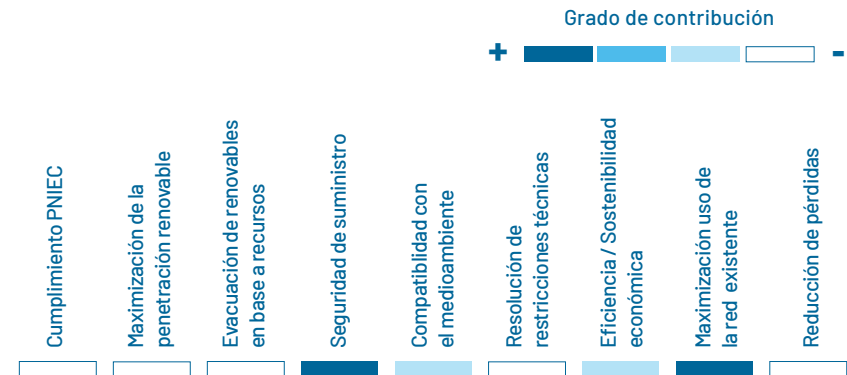 Grado de contribución
+ -
Cumplimiento PNIEC
Maximización de la
penetración renovable
Evacuación de renovables
en base a recursos
Seguridad de suministro
Compatiblidad con
el medioambiente
Resolución de
restricciones técnicas
Eficiencia / Sostenibilidad
económica
Maximización uso de
la red existente
Reducción de pérdidas